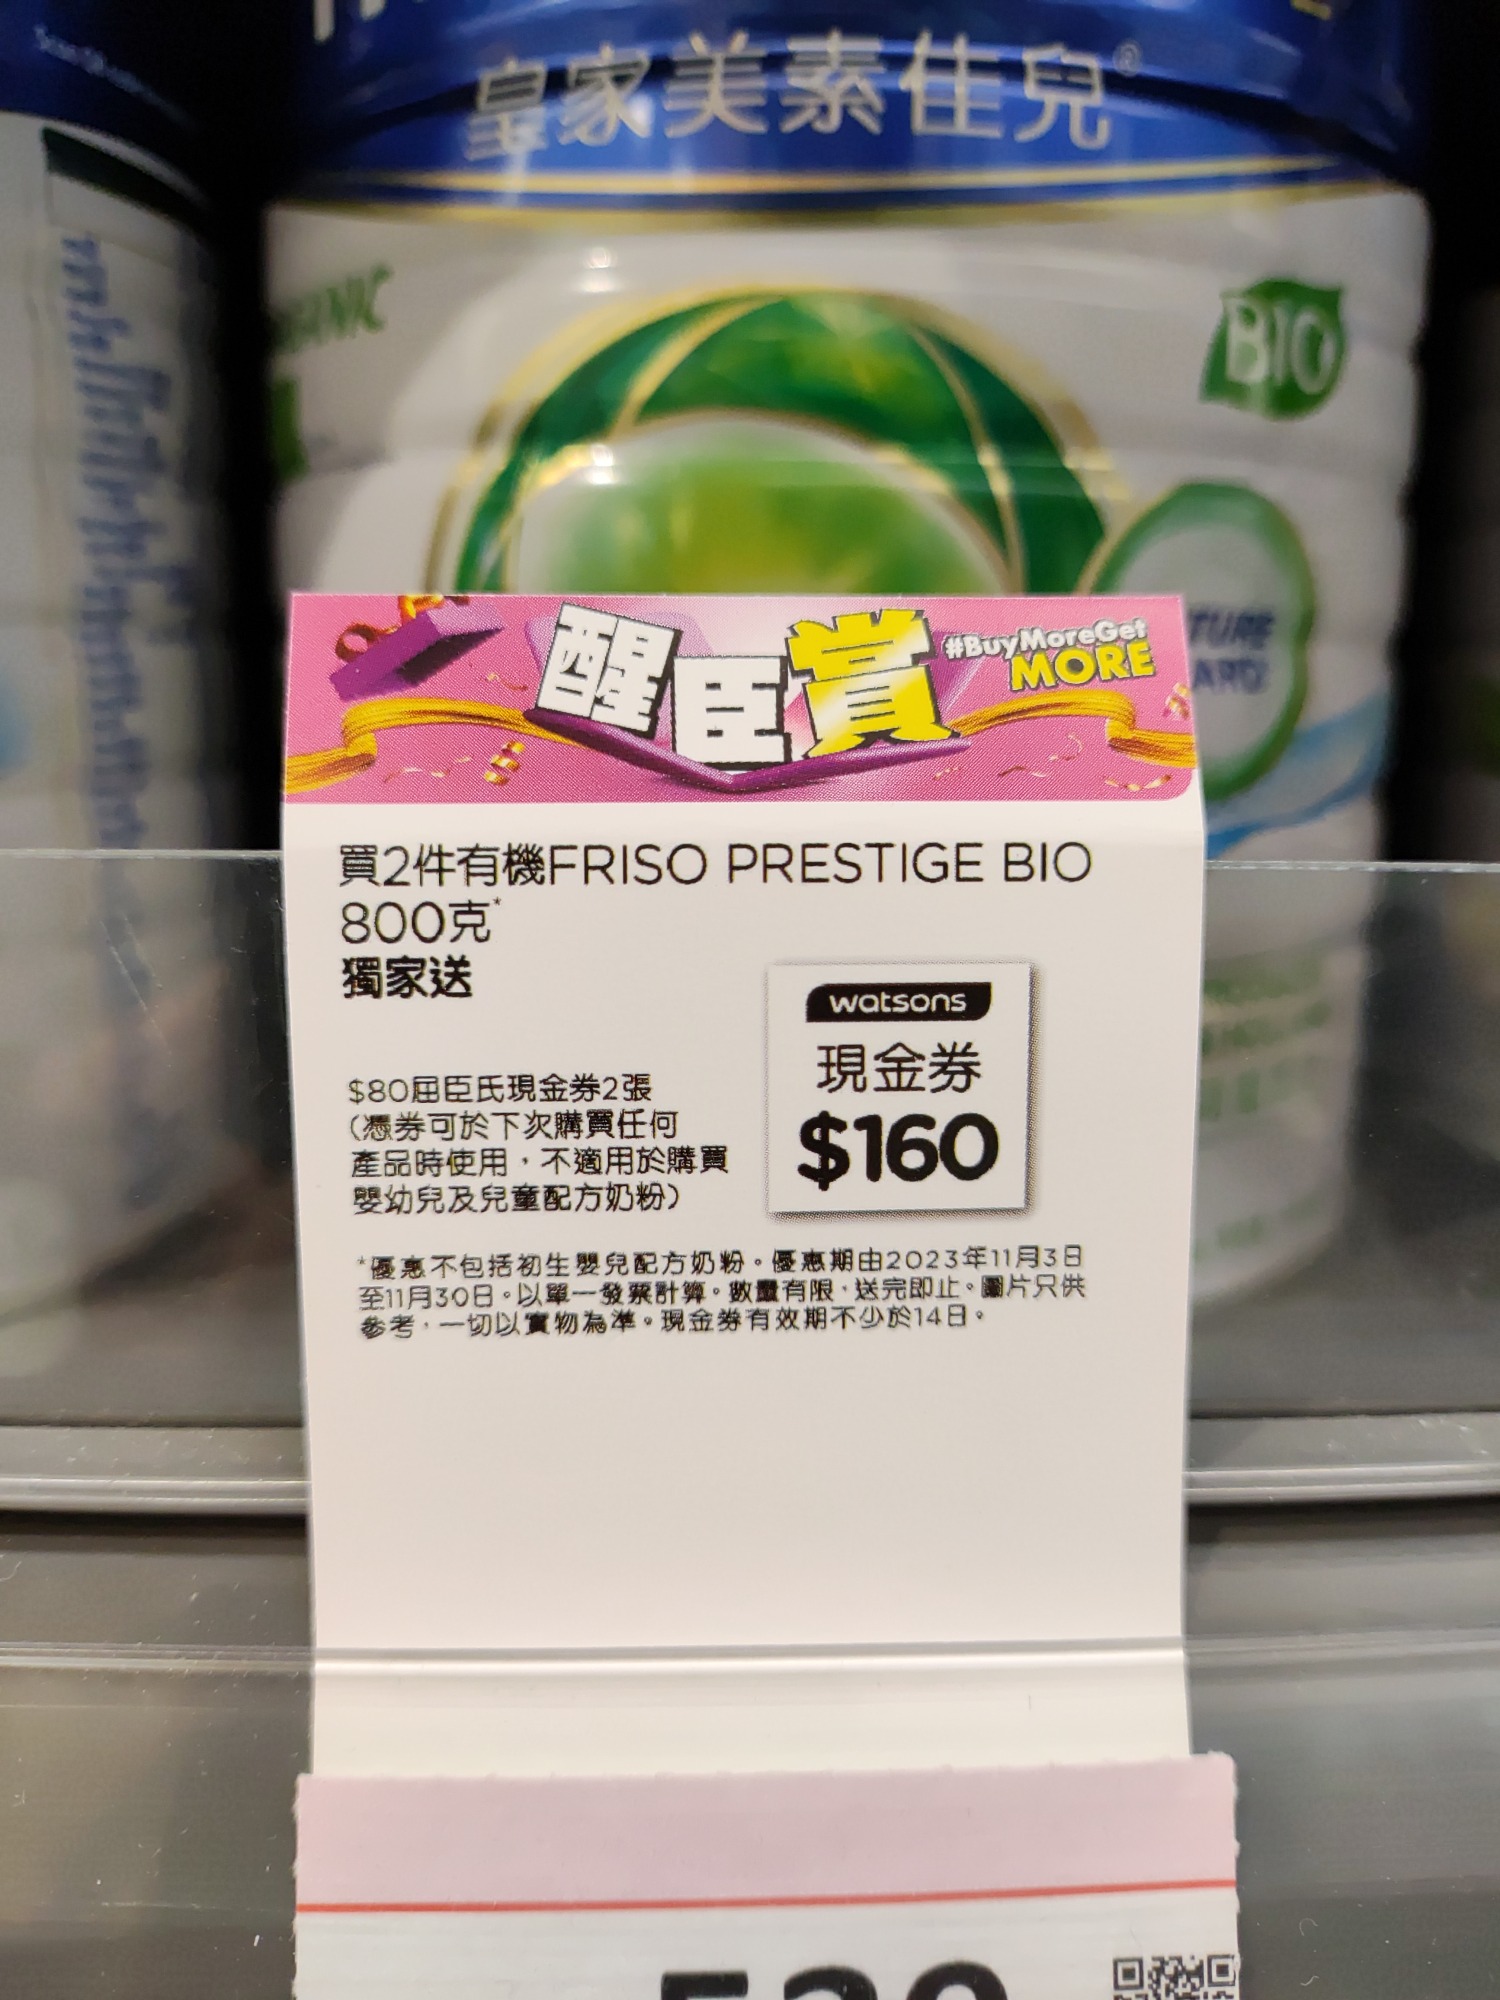 皇家美素佳兒®
ORGANIC
BIO
醒臣賞
#BuyMoreGet
MORE
買2件有機FRISO PRESTIGE BIO
800克*
獨家送
watsons
現金券
$160
$80屈臣氏現金券2張
(憑券可於下次購買任何
產品時使用，不適用於購買
嬰幼兒及兒童配方奶粉)
*優惠不包括初生嬰兒配方奶粉。優惠期由2023年11月3日
至11月30日。以單一發票計算。數量有限，送完即止。圖片只供
參考，一切以實物為準。現金券有效期不少於14日。